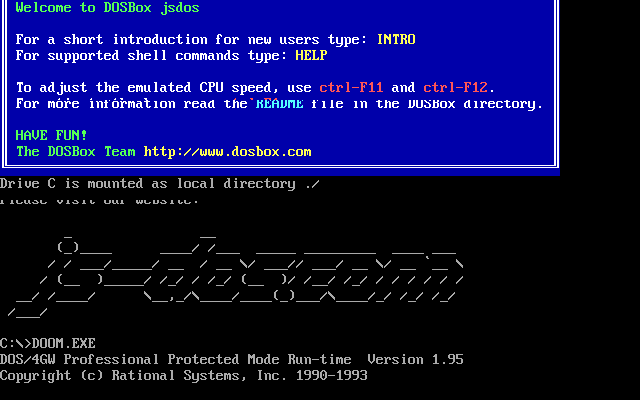 Welcome to DOSBox jsdos
For a short introduction for new users type: INTRO
For supported shell commands type: HELP
To adjust the emulated CPU speed, use ctrl-F11 and ctrl-F12.
For more information read the README file in the DOSBox directory.
HAVE FUN!
The DOSBox Team http://www.dosbox.com
Drive C is mounted as local directory ./
Please visit our website:
js-dos.com
C:\>DOOM.EXE
DOS/4GW Professional Protected Mode Run-time  Version 1.95
Copyright (c) Rational Systems, Inc. 1990-1993